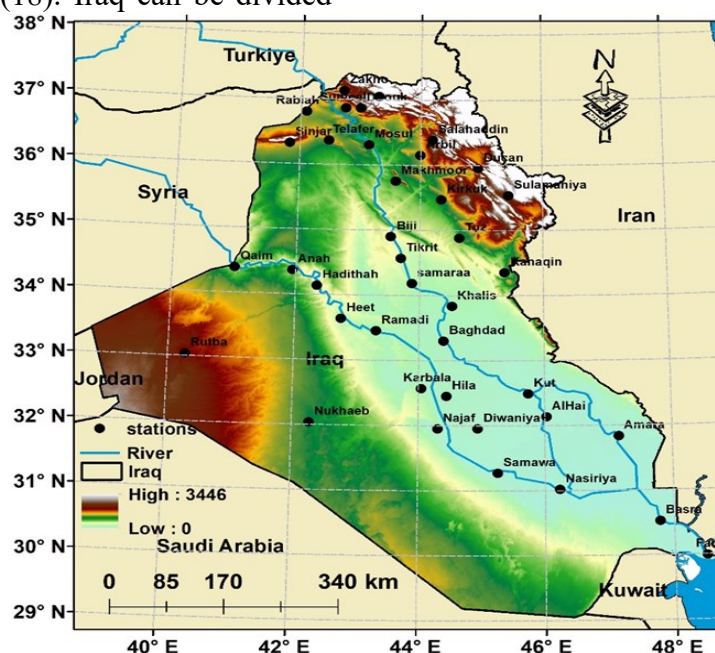 (18). Iraq can be divided
38° N
Turkiye
N
37° N
Zakho
Rabiah
Sinjar
Telafer
Mosul
Salahaddin
36° N
Erbil
Dukan
Makhmoor
Kirkuk
Sulamaniya
Syria
35° N
Iran
Biji
Tuz
Tikrit
Qaim
Anah
Kanaqin
34° N
Hadithah
samaraa
Heet
Khalis
Ramadi
Baghdad
33° N
Rutba
Iraq
Jordan
Karbala
Hila
Kut
32° N
Nukhaeb
Najaf
Diwaniya
AlHai
Amara
stations
River
Samawa
31° N
Iraq
Nasiriya
High : 3446
Basra
Low : 0
30° N
Saudi Arabia
0 85 170 340 km
Kuwait
29° N
40° E 42° E 44° E 46° E 48° E